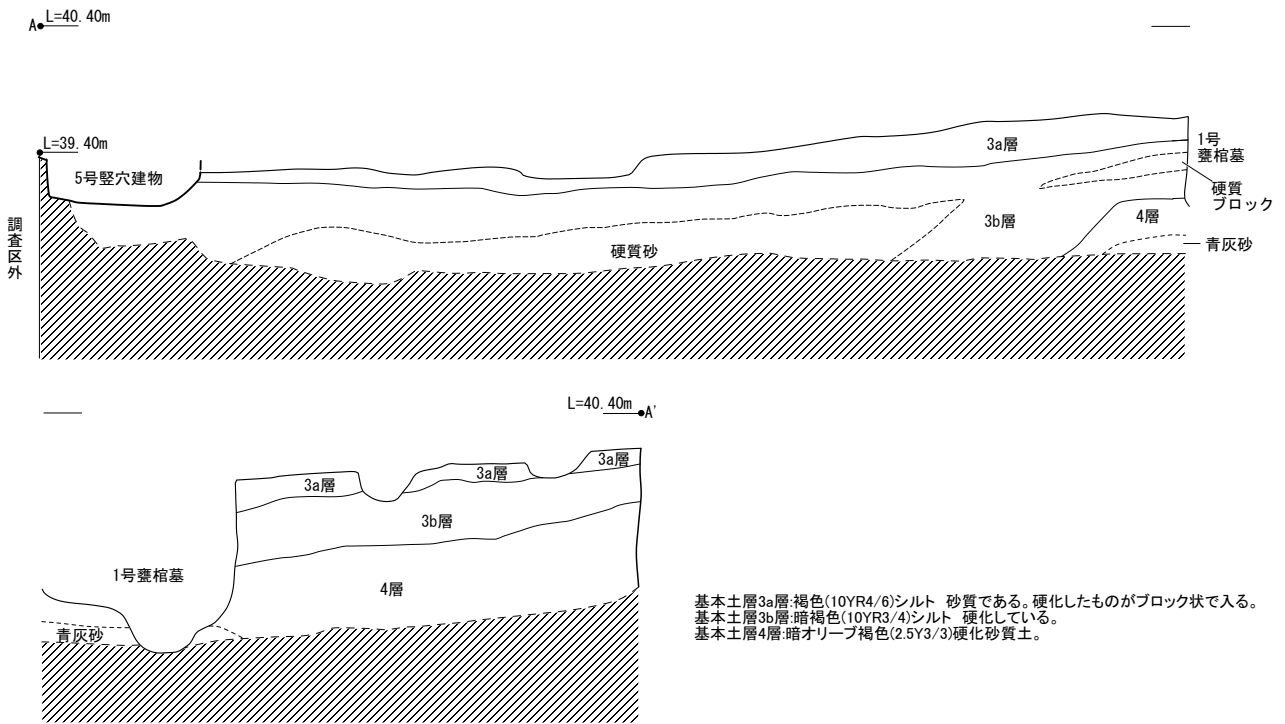 A L=40.40m
L=39.40m
5号竪穴建物
調査区外
3a層
1号
甕棺墓
硬質
ブロック
3b層
4層
硬質砂
青灰砂
L=40.40m A'
3a層
3a層
3a層
3b層
1号甕棺墓
4層
青灰砂
基本土層3a層:褐色(10YR4/6)シルト 砂質である。硬化したものがブロック状で入る。
基本土層3b層:暗褐色(10YR3/4)シルト 硬化している。
基本土層4層:暗オリーブ褐色(2.5Y3/3)硬化砂質土。